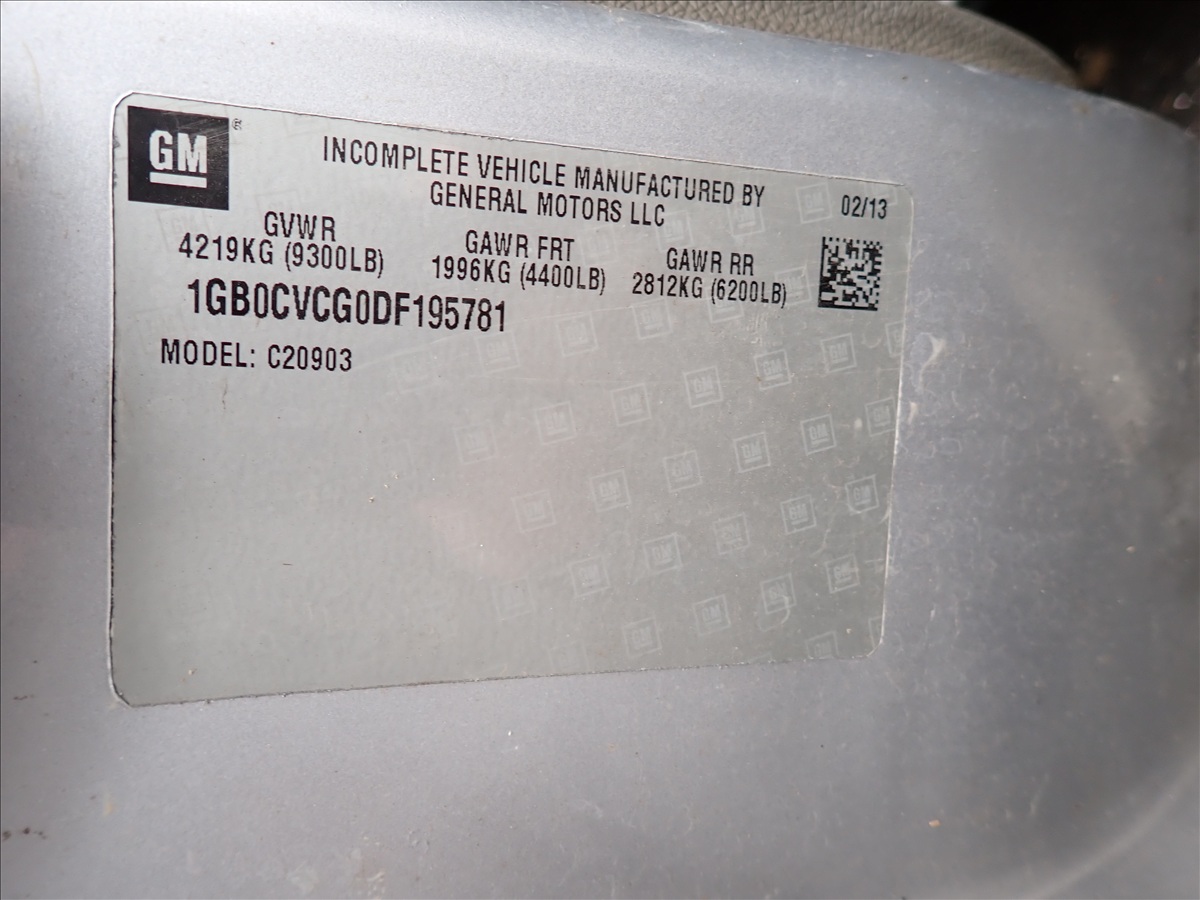 GM ®
INCOMPLETE VEHICLE MANUFACTURED BY
GENERAL MOTORS LLC
02/13
GVWR GAWR FRT GAWR RR
4219KG (9300LB) 1996KG (4400LB) 2812KG (6200LB)
1GB0CVCG0DF195781
MODEL: C20903